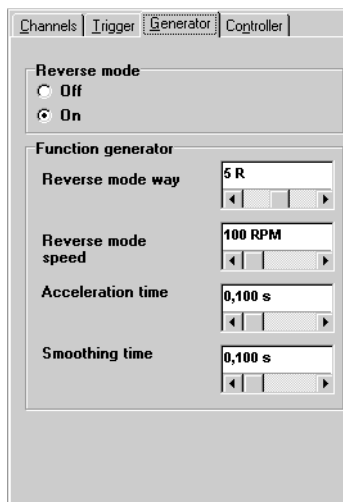 Channels Trigger Generator Controller
Reverse mode
Off
On
Function generator
Reverse mode way
5 R
Reverse mode
speed
100 RPM
Acceleration time
0,100 s
Smoothing time
0,100 s